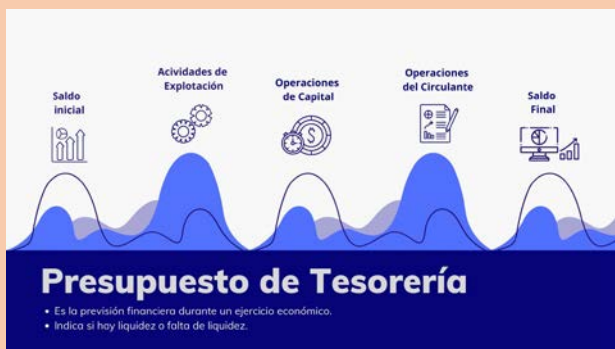 Saldo
inicial
Acividades de
Explotación
Operaciones
de Capital
Operaciones
del Circulante
Saldo
Final
Presupuesto de Tesorería
• Es la previsión financiera durante un ejercicio económico.
• Indica si hay liquidez o falta de liquidez.